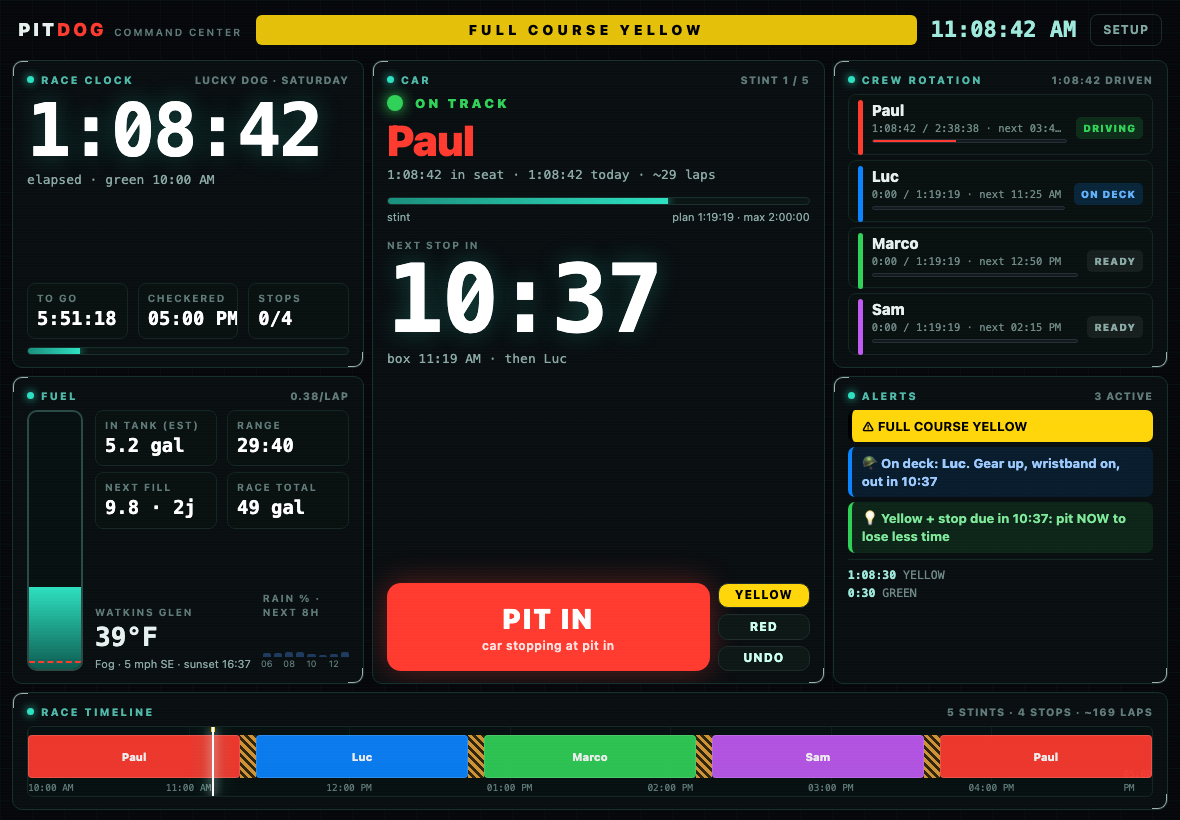 PITDOG COMMAND CENTER
FULL COURSE YELLOW
11:08:42 AM
SETUP
RACE CLOCK
LUCKY DOG · SATURDAY
1:08:42
elapsed · green 10:00 AM
TO GO
5:51:18
CHECKERED
05:00 PM
STOPS
0/4
CAR
STINT 1 / 5
ON TRACK
Paul
1:08:42 in seat · 1:08:42 today · ~29 laps
stint
plan 1:19:19 · max 2:00:00
NEXT STOP IN
10:37
box 11:19 AM · then Luc
PIT IN
car stopping at pit in
YELLOW
RED
UNDO
CREW ROTATION
1:08:42 DRIVEN
Paul
1:08:42 / 2:38:38 · next 03:4…
DRIVING
Luc
0:00 / 1:19:19 · next 11:25 AM
ON DECK
Marco
0:00 / 1:19:19 · next 12:50 PM
READY
Sam
0:00 / 1:19:19 · next 02:15 PM
READY
FUEL
0.38/LAP
IN TANK (EST)
5.2 gal
RANGE
29:40
NEXT FILL
9.8 · 2j
RACE TOTAL
49 gal
WATKINS GLEN
39°F
Fog · 5 mph SE · sunset 16:37
RAIN % ·
NEXT 8H
06 08 10 12
ALERTS
3 ACTIVE
⚠ FULL COURSE YELLOW
🪖 On deck: Luc. Gear up, wristband on,
out in 10:37
💡 Yellow + stop due in 10:37: pit NOW to
lose less time
1:08:30 YELLOW
0:30 GREEN
RACE TIMELINE
5 STINTS · 4 STOPS · ~169 LAPS
Paul
Luc
Marco
Sam
Paul
10:00 AM
11:00 AM
12:00 PM
01:00 PM
02:00 PM
03:00 PM
04:00 PM
PM